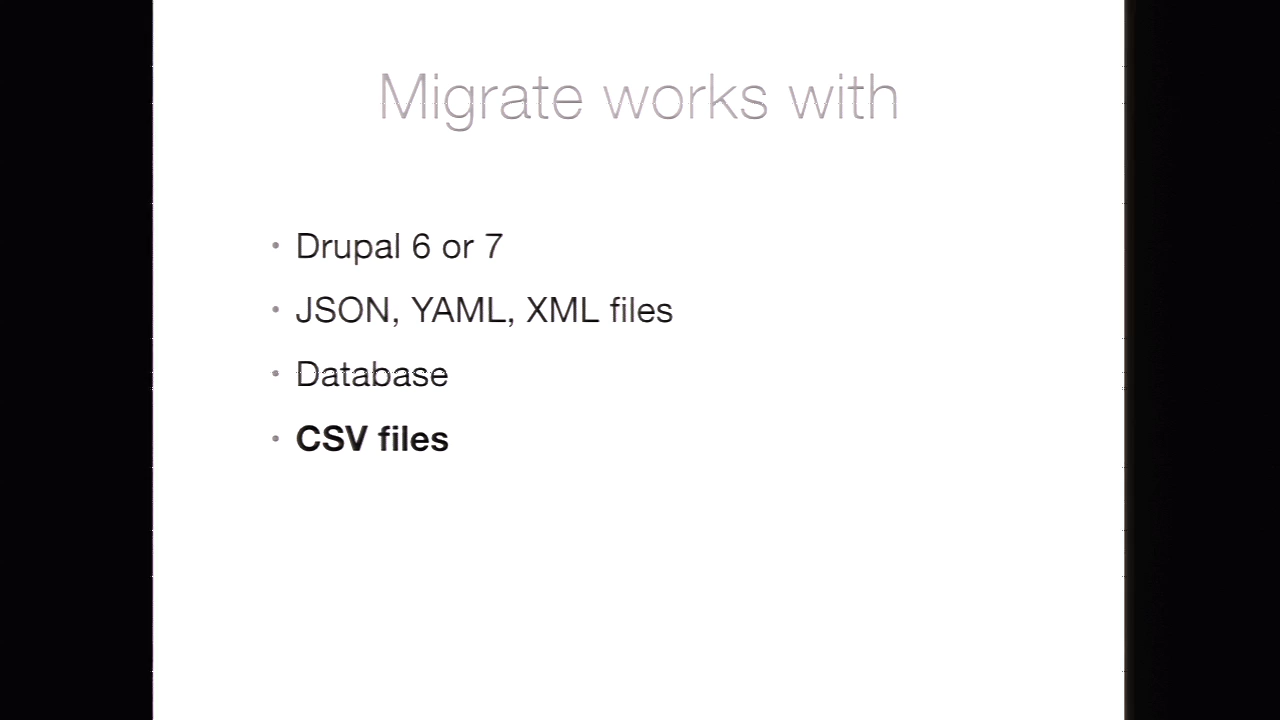 Migrate works with
• Drupal 6 or 7
• JSON, YAML, XML files
• Database
• CSV files